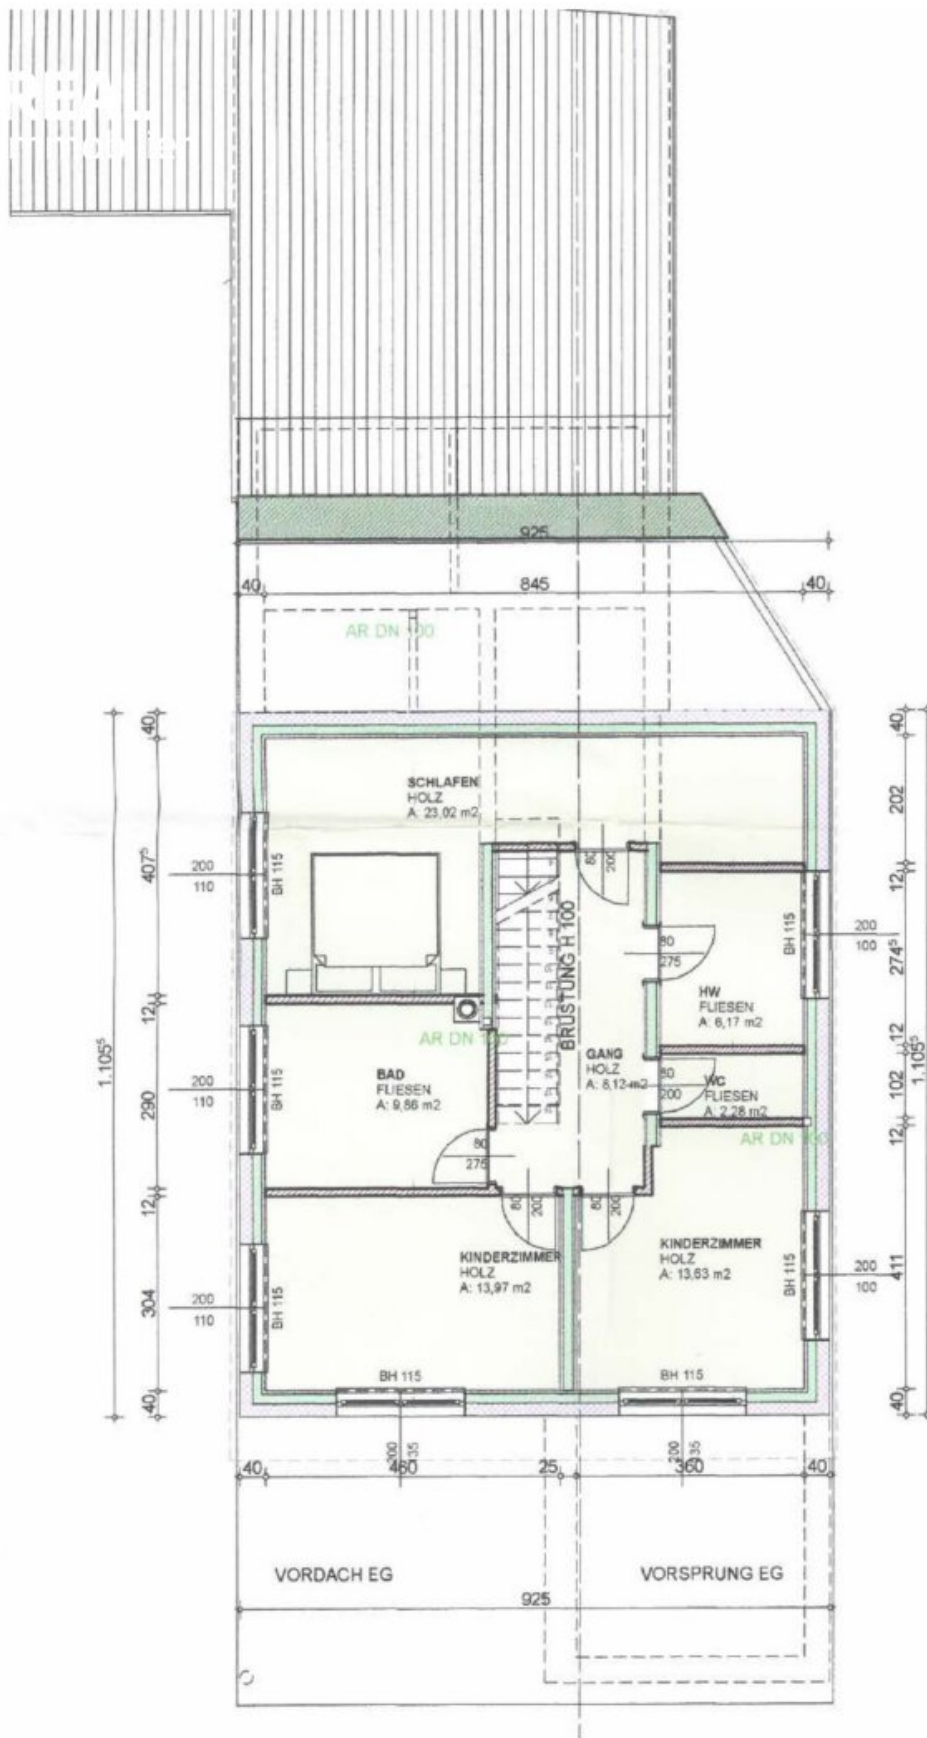 REAL
Immobilien
925
40 845 40
AR DN 100
40
407⁵
12
290
12
304
40
1.105⁵
40
202
12
274⁵
12
102
12
411
40
1.105⁵
SCHLAFEN
HOLZ
A: 23,02 m2
200
110
BH 115
80
200
BRÜSTUNG H 100
80
275
BH 115
200
100
HW
FLIESEN
A: 6,17 m2
AR DN 100
GANG
HOLZ
A: 8,12 m2
80
200
WC
FLIESEN
A: 2,28 m2
AR DN 100
BAD
FLIESEN
A: 9,86 m2
200
110
BH 115
80
275
80
200
80
200
KINDERZIMMER
HOLZ
A: 13,97 m2
KINDERZIMMER
HOLZ
A: 13,63 m2
200
110
BH 115
BH 115
200
100
BH 115
BH 115
200
35
200
35
40 460 25 360 40
VORDACH EG
VORSPRUNG EG
925